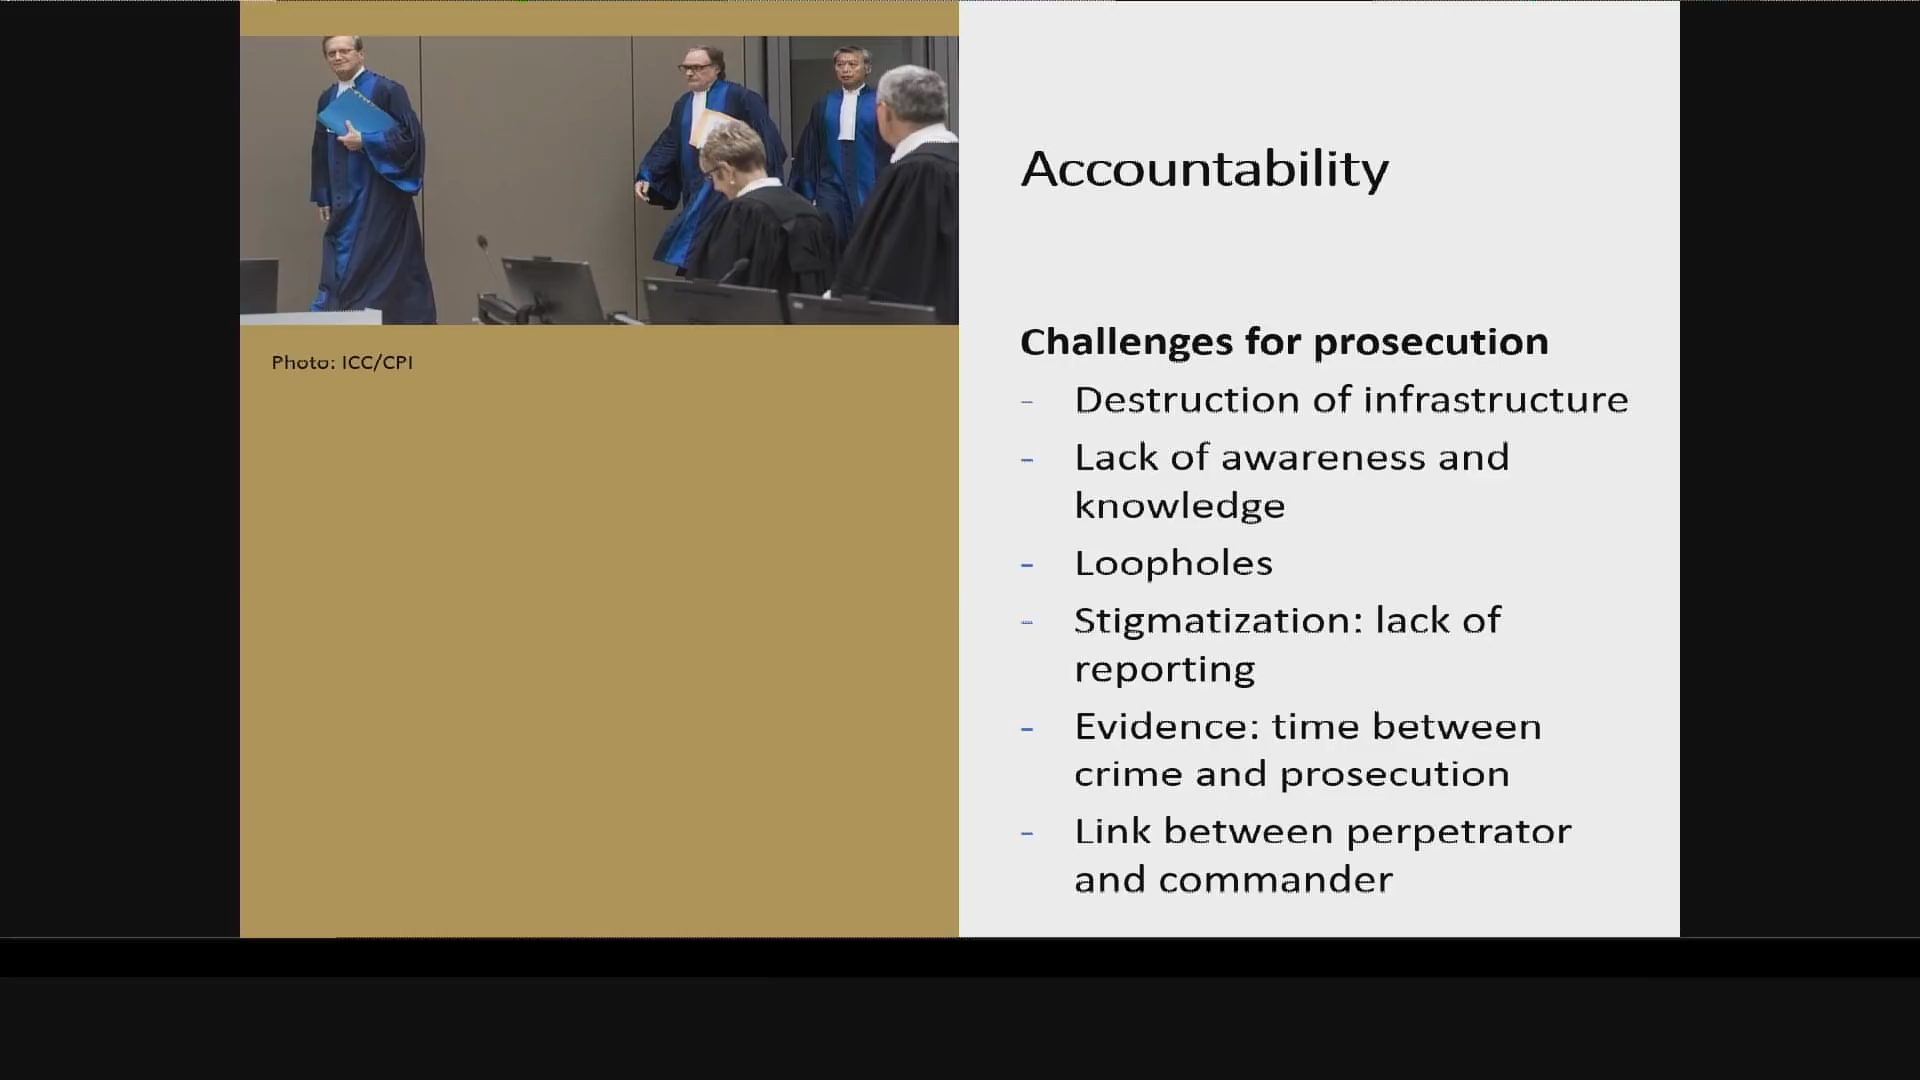 Photo: ICC/CPI
Accountability
Challenges for prosecution
- Destruction of infrastructure
- Lack of awareness and
knowledge
- Loopholes
- Stigmatization: lack of
reporting
- Evidence: time between
crime and prosecution
- Link between perpetrator
and commander